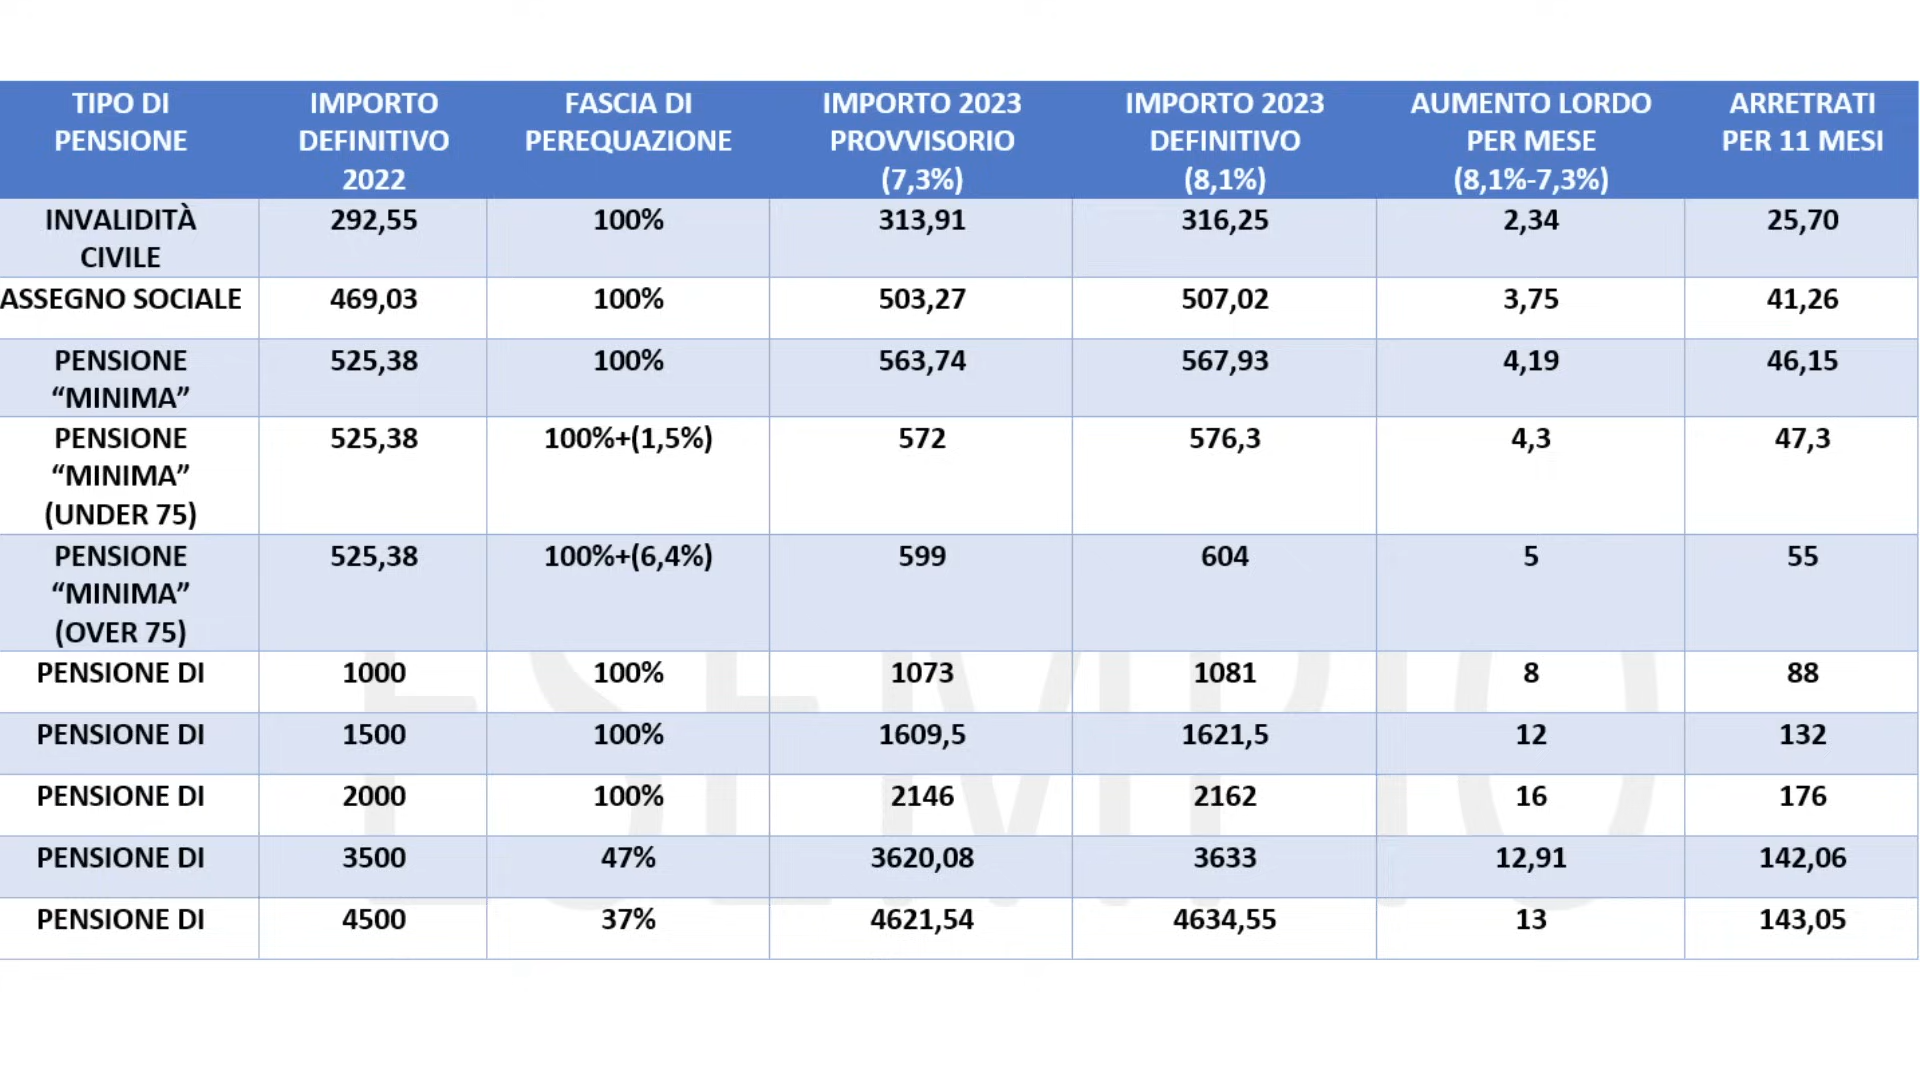 TIPO DI PENSIONE IMPORTO DEFINITIVO 2022 FASCIA DI PEREQUAZIONE IMPORTO 2023 PROVVISORIO (7,3%) IMPORTO 2023 DEFINITIVO (8,1%) AUMENTO LORDO PER MESE (8,1%-7,3%) ARRETRATI PER 11 MESI
INVALIDITÀ CIVILE 292,55 100% 313,91 316,25 2,34 25,70
ASSEGNO SOCIALE 469,03 100% 503,27 507,02 3,75 41,26
PENSIONE “MINIMA” 525,38 100% 563,74 567,93 4,19 46,15
PENSIONE “MINIMA” (UNDER 75) 525,38 100%+(1,5%) 572 576,3 4,3 47,3
PENSIONE “MINIMA” (OVER 75) 525,38 100%+(6,4%) 599 604 5 55
PENSIONE DI 1000 100% 1073 1081 8 88
PENSIONE DI 1500 100% 1609,5 1621,5 12 132
PENSIONE DI 2000 100% 2146 2162 16 176
PENSIONE DI 3500 47% 3620,08 3633 12,91 142,06
PENSIONE DI 4500 37% 4621,54 4634,55 13 143,05
ESEMPIO